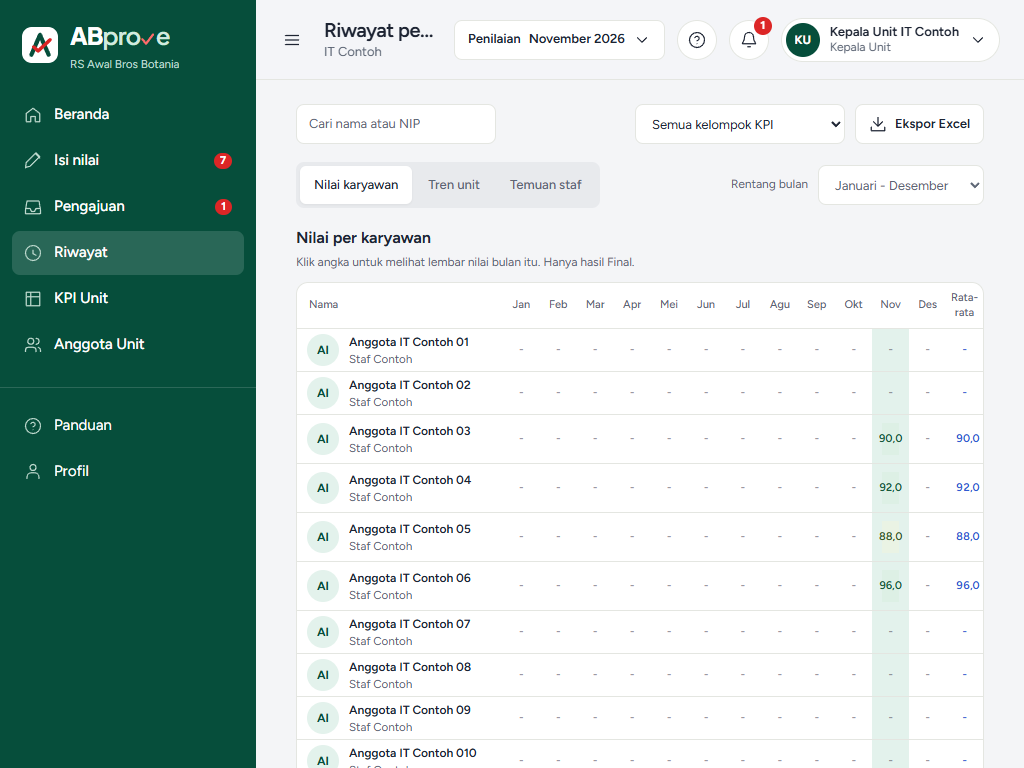 ABprove
RS Awal Bros Botania
Beranda
Isi nilai 7
Pengajuan 1
Riwayat
KPI Unit
Anggota Unit
Panduan
Profil
Riwayat pe...
IT Contoh
Penilaian November 2026
1
KU
Kepala Unit IT Contoh
Kepala Unit
Cari nama atau NIP
Semua kelompok KPI
Ekspor Excel
Nilai karyawan Tren unit Temuan staf
Rentang bulan Januari - Desember
Nilai per karyawan
Klik angka untuk melihat lembar nilai bulan itu. Hanya hasil Final.
Nama Jan Feb Mar Apr Mei Jun Jul Agu Sep Okt Nov Des Rata-
rata
AI Anggota IT Contoh 01 - - - - - - - - - - - - -
Staf Contoh
AI Anggota IT Contoh 02 - - - - - - - - - - - - -
Staf Contoh
AI Anggota IT Contoh 03 - - - - - - - - - - 90,0 - 90,0
Staf Contoh
AI Anggota IT Contoh 04 - - - - - - - - - - 92,0 - 92,0
Staf Contoh
AI Anggota IT Contoh 05 - - - - - - - - - - 88,0 - 88,0
Staf Contoh
AI Anggota IT Contoh 06 - - - - - - - - - - 96,0 - 96,0
Staf Contoh
AI Anggota IT Contoh 07 - - - - - - - - - - - - -
Staf Contoh
AI Anggota IT Contoh 08 - - - - - - - - - - - - -
Staf Contoh
AI Anggota IT Contoh 09 - - - - - - - - - - - - -
Staf Contoh
AI Anggota IT Contoh 010 - - - - - - - - - - - - -